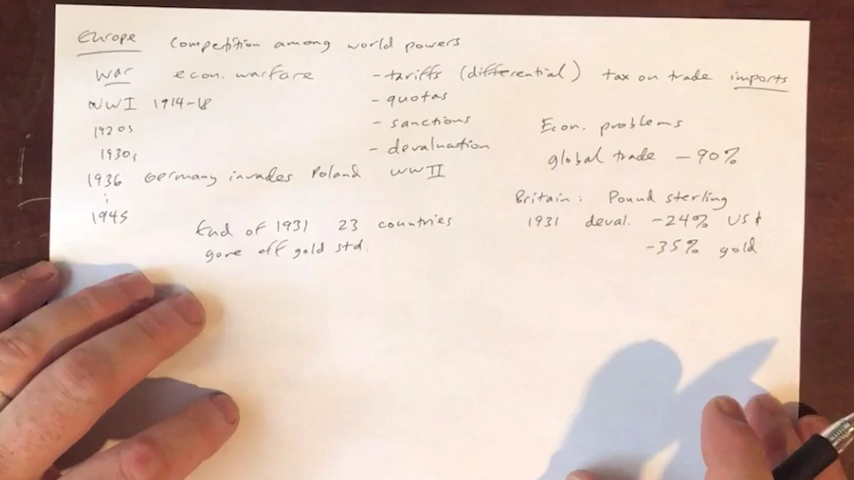 Europe Competition among world powers
war econ. warfare - tariffs (differential) tax on trade imports
WWI 1914-18 - quotas
1920s - sanctions
1930s - devaluation
Econ. problems
global trade -90%
1936 Germany invades Poland WWII
⋮
1945
End of 1931 23 countries
gone off gold std.
Britain: Pound sterling
1931 deval. -24% US$
-35% gold